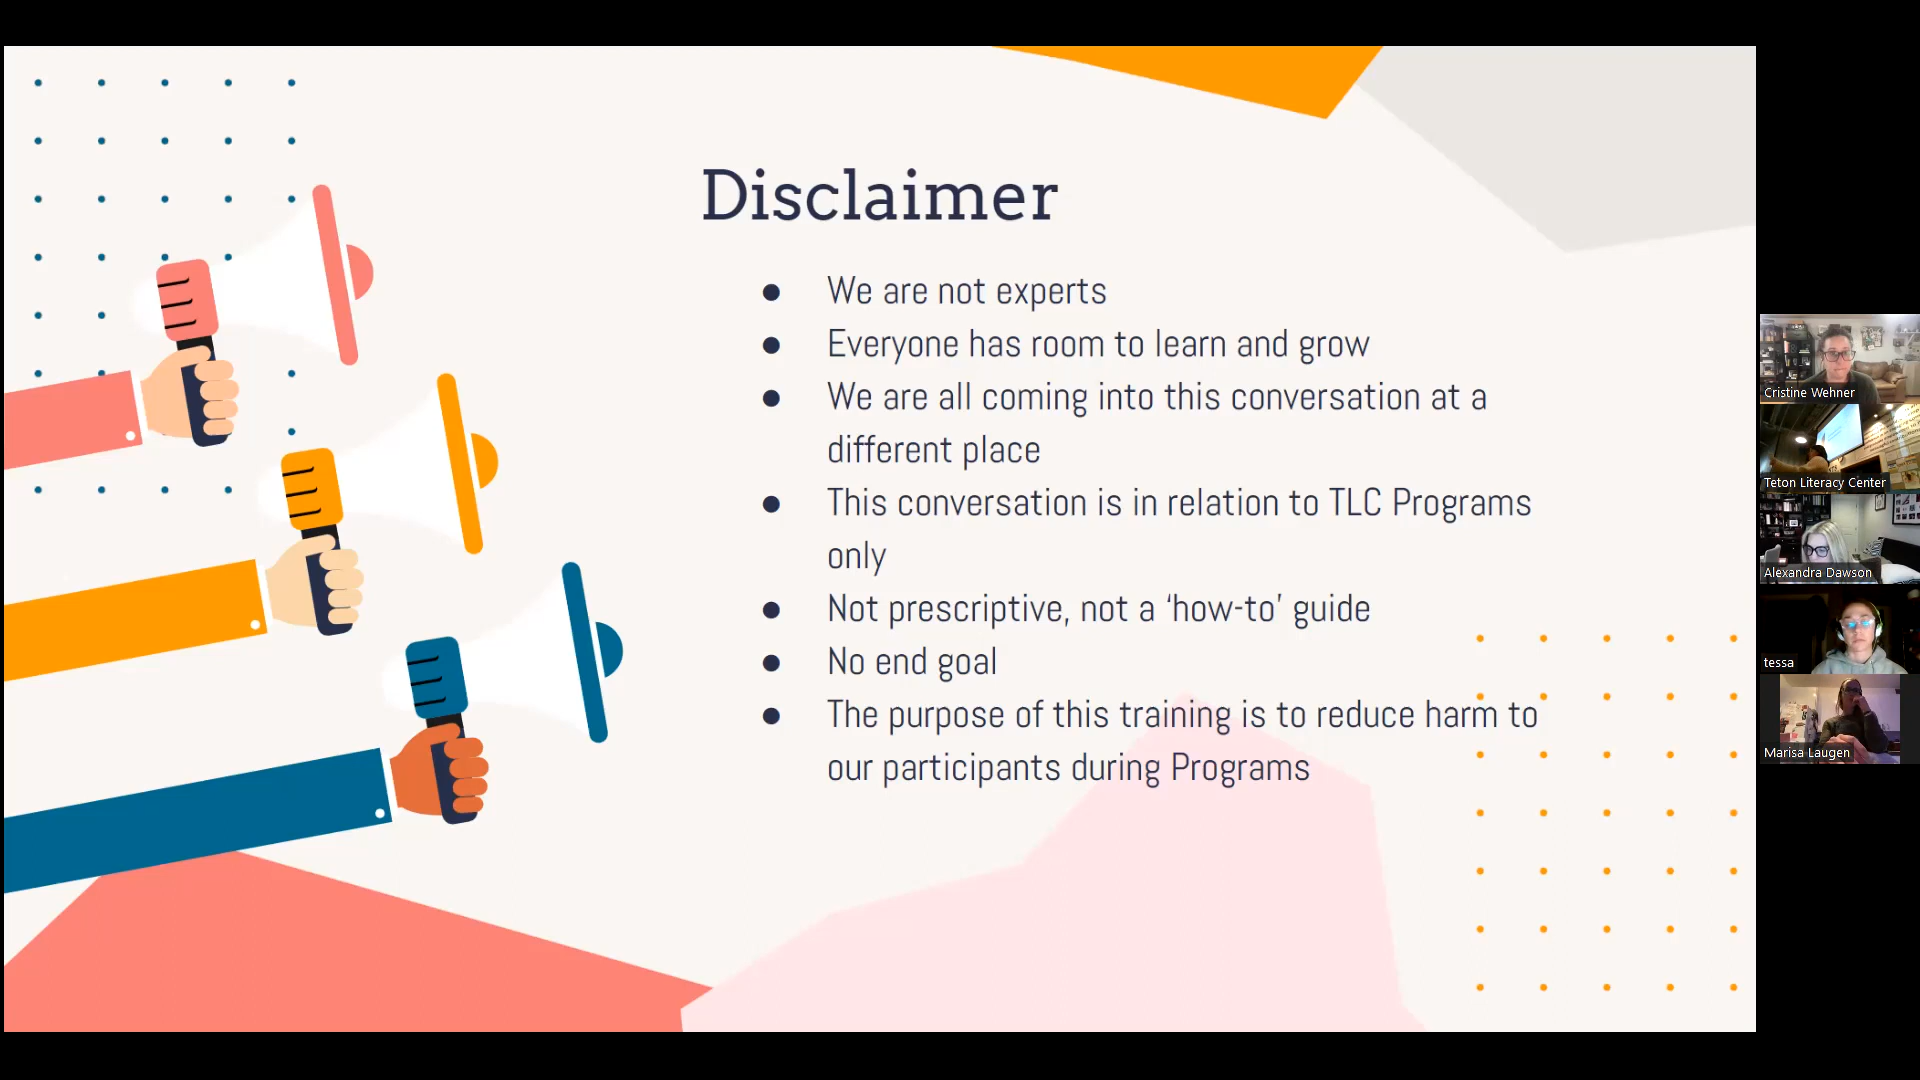 Disclaimer
● We are not experts
● Everyone has room to learn and grow
● We are all coming into this conversation at a
different place
● This conversation is in relation to TLC Programs
only
● Not prescriptive, not a ‘how-to’ guide
● No end goal
● The purpose of this training is to reduce harm to
our participants during Programs
Cristine Wehner
Teton Literacy Center
Alexandra Dawson
tessa
Marisa Laugen